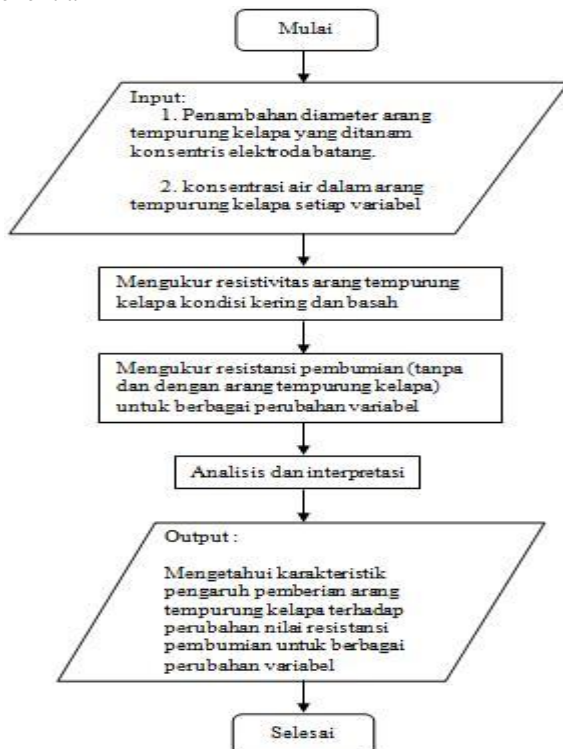 Mulai
Input:
1. Penambahan diameter arang
tempurung kelapa yang ditanam
konsentris elektroda batang.
2. konsentrasi air dalam arang
tempurung kelapa setiap variabel
Mengukur resistivitas arang tempurung
kelapa kondisi kering dan basah
Mengukur resistansi pembumian (tanpa
dan dengan arang tempurung kelapa)
untuk berbagai perubahan variabel
Analisis dan interpretasi
Output :
Mengetahui karakteristik
pengaruh pemberian arang
tempurung kelapa terhadap
perubahan nilai resistansi
pembumian untuk berbagai
perubahan variabel
Selesai